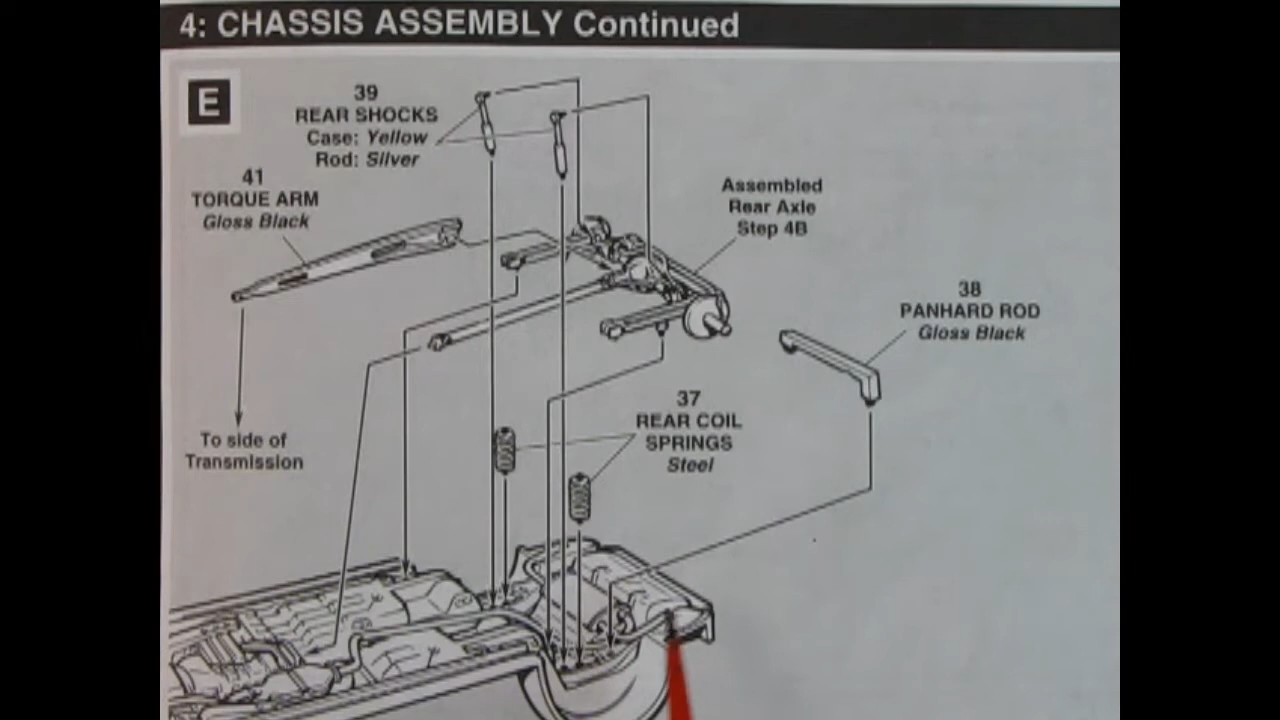 4: CHASSIS ASSEMBLY Continued
E
39
REAR SHOCKS
Case: Yellow
Rod: Silver
41
TORQUE ARM
Gloss Black
Assembled
Rear Axle
Step 4B
38
PANHARD ROD
Gloss Black
37
REAR COIL
SPRINGS
Steel
To side of
Transmission